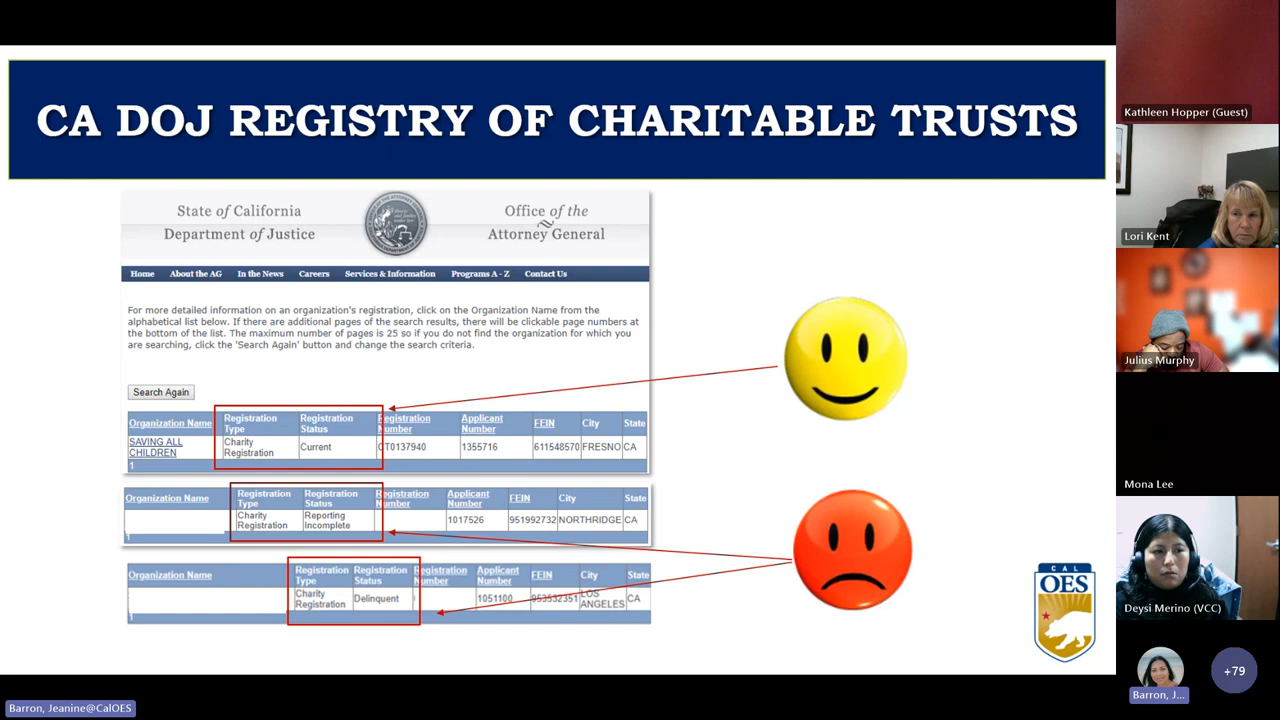 CA DOJ REGISTRY OF CHARITABLE TRUSTS
State of California
Department of Justice
Office of the
Attorney General
Home About the AG In the News Careers Services & Information Programs A - Z Contact Us
For more detailed information on an organization's registration, click on the Organization Name from the
alphabetical list below. If there are additional pages of the search results, there will be clickable page numbers at
the bottom of the list. The maximum number of pages is 25 so if you do not find the organization for which you
are searching, click the 'Search Again' button and change the search criteria.
Search Again
Organization Name Registration Type Registration Status Registration Number Applicant Number FEIN City State
SAVING ALL CHILDREN Charity Registration Current CT0137940 1355716 611548570 FRESNO CA
1
Organization Name Registration Type Registration Status Registration Number Applicant Number FEIN City State
Charity Registration Reporting Incomplete 1017526 951992732 NORTHRIDGE CA
1
Organization Name Registration Type Registration Status Registration Number Applicant Number FEIN City State
Charity Registration Delinquent 1051100 953532351 LOS ANGELES CA
1
CAL
OES
Kathleen Hopper (Guest)
Lori Kent
Julius Murphy
Mona Lee
Deysi Merino (VCC)
Barron, J...
+79
Barron, Jeanine@CalOES